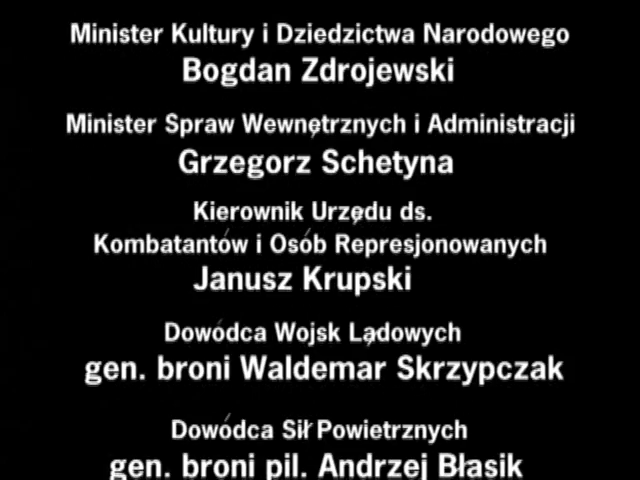 Minister Kultury i Dziedzictwa Narodowego
Bogdan Zdrojewski
Minister Spraw Wewnętrznych i Administracji
Grzegorz Schetyna
Kierownik Urzędu ds.
Kombatantów i Osób Represjonowanych
Janusz Krupski
Dowódca Wojsk Lądowych
gen. broni Waldemar Skrzypczak
Dowódca Sił Powietrznych
gen. broni pil. Andrzej Błasik